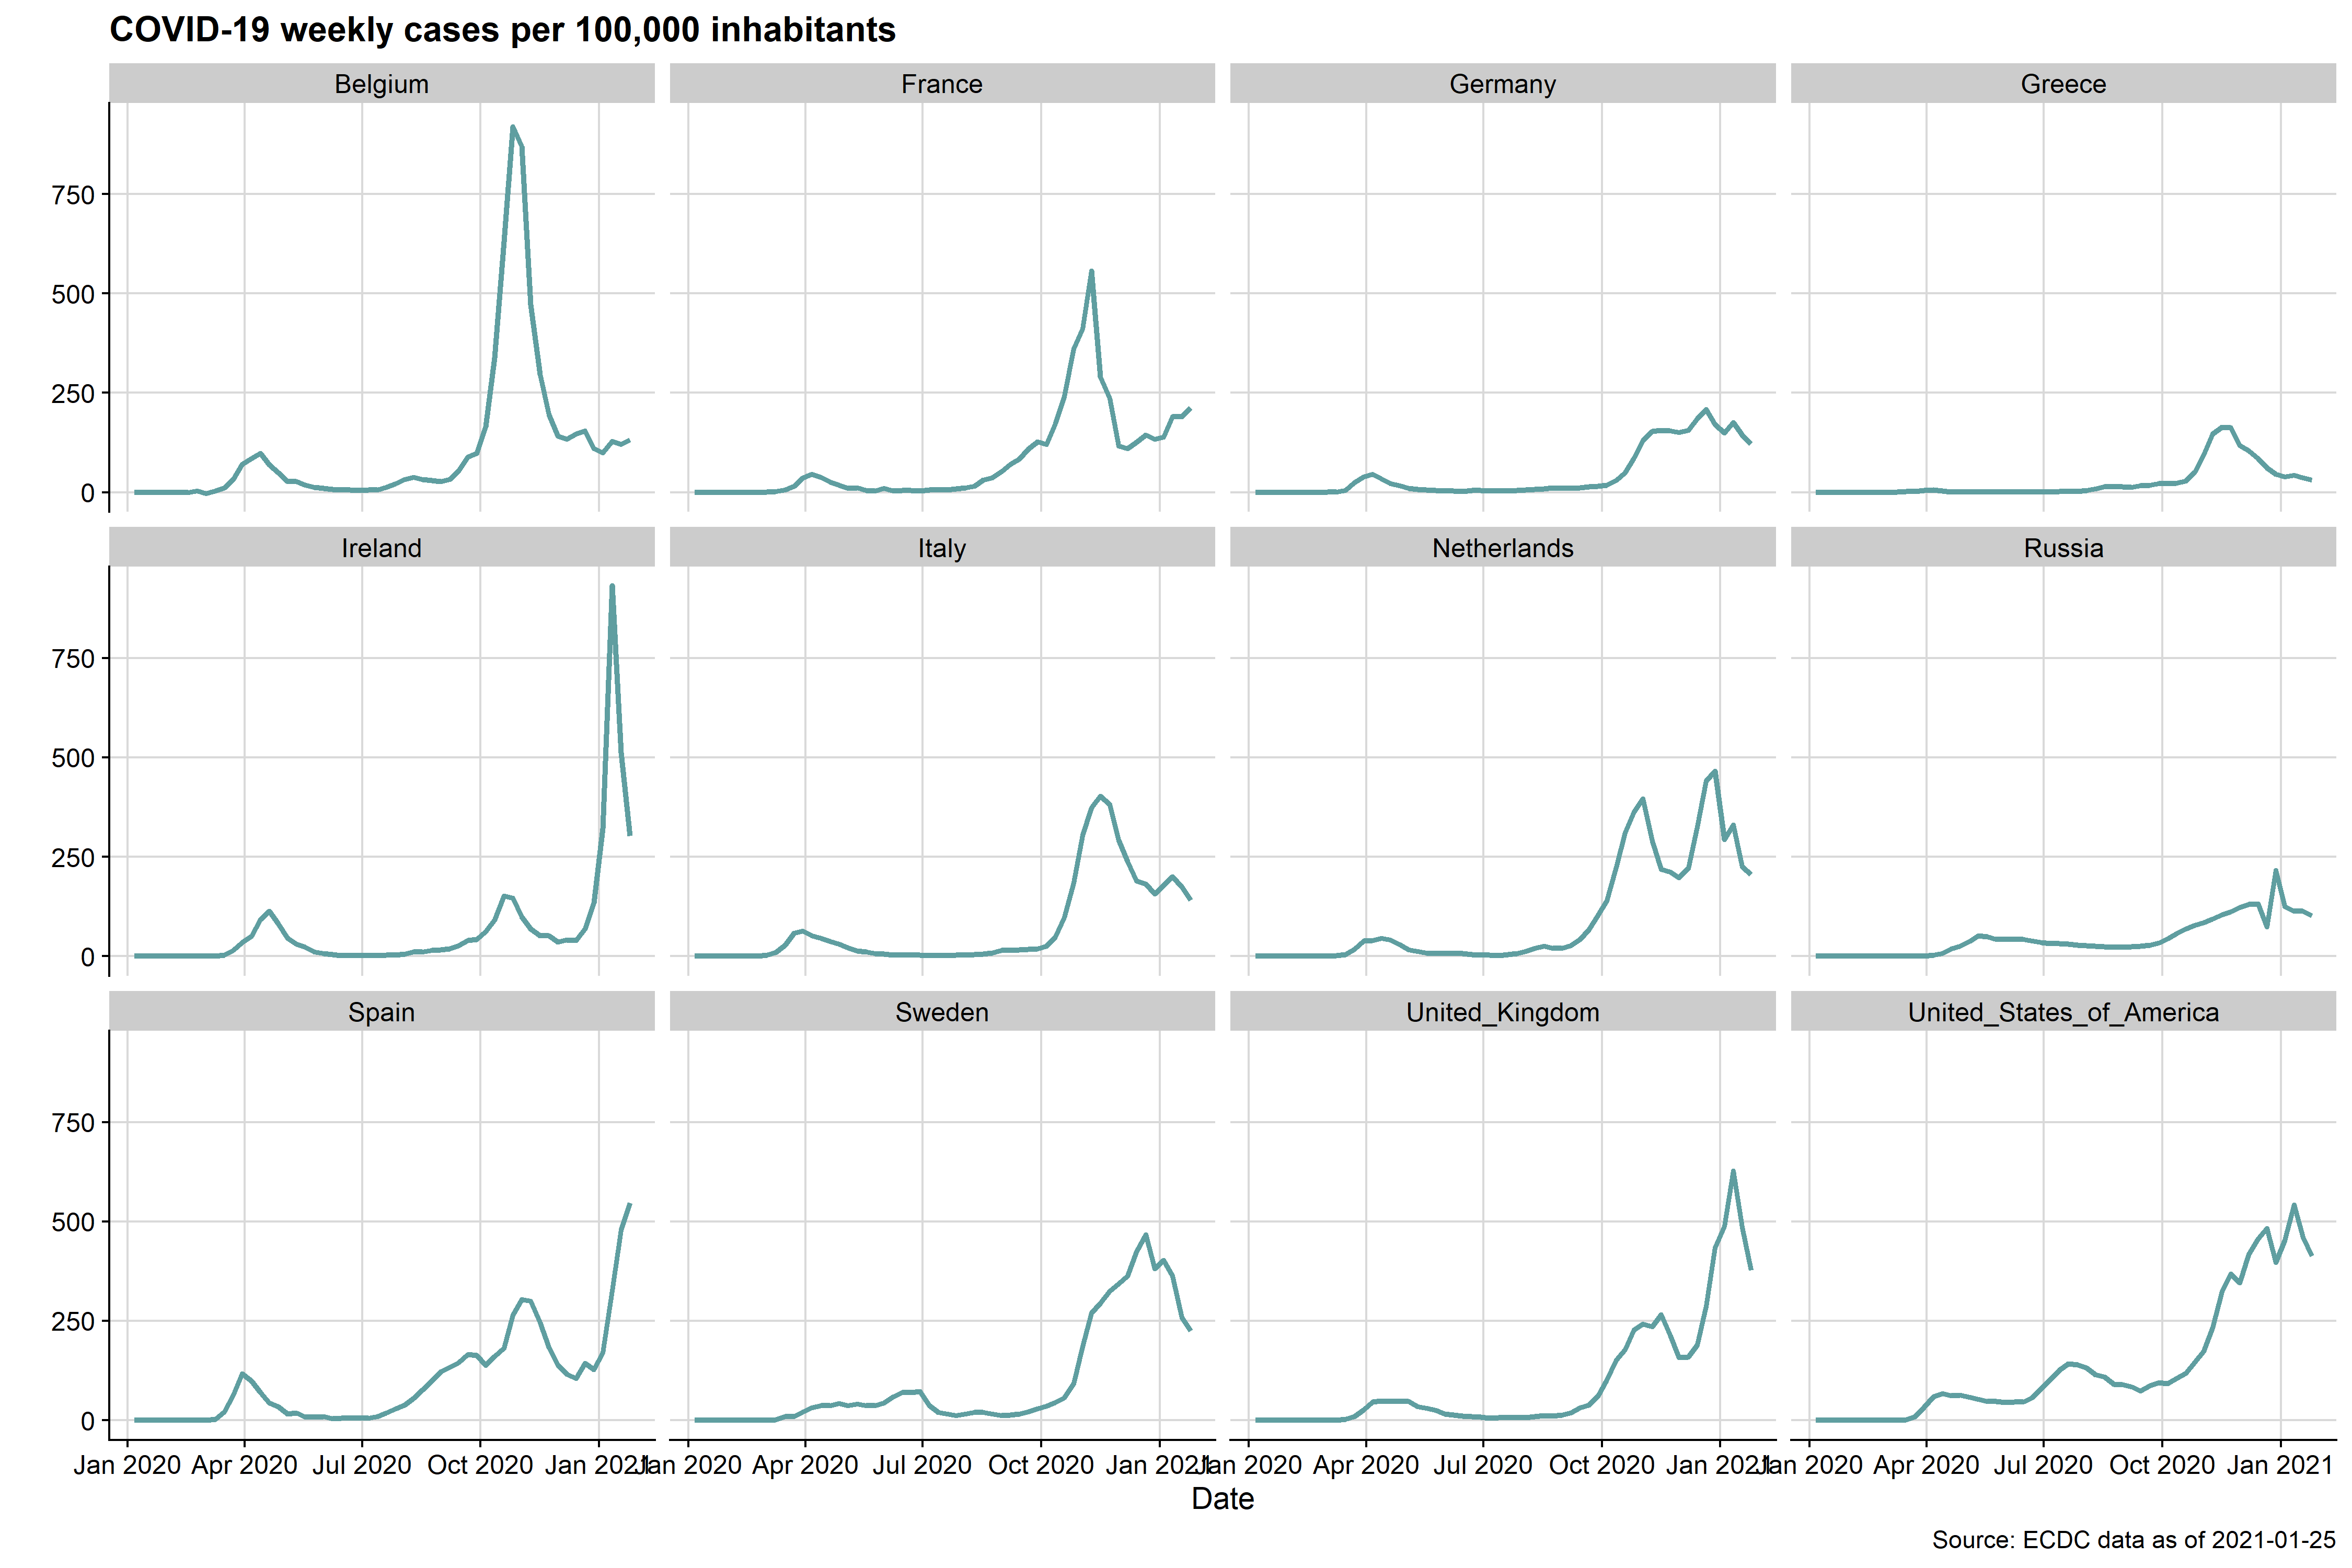 COVID-19 weekly cases per 100,000 inhabitants
Belgium France Germany Greece
750
500
250
0
Ireland Italy Netherlands Russia
750
500
250
0
Spain Sweden United_Kingdom United_States_of_America
750
500
250
0
Jan 2020 Apr 2020 Jul 2020 Oct 2020 Jan 2021 Jan 2020 Apr 2020 Jul 2020 Oct 2020 Jan 2021 Jan 2020 Apr 2020 Jul 2020 Oct 2020 Jan 2021 Jan 2020 Apr 2020 Jul 2020 Oct 2020 Jan 2021
Date
Source: ECDC data as of 2021-01-25